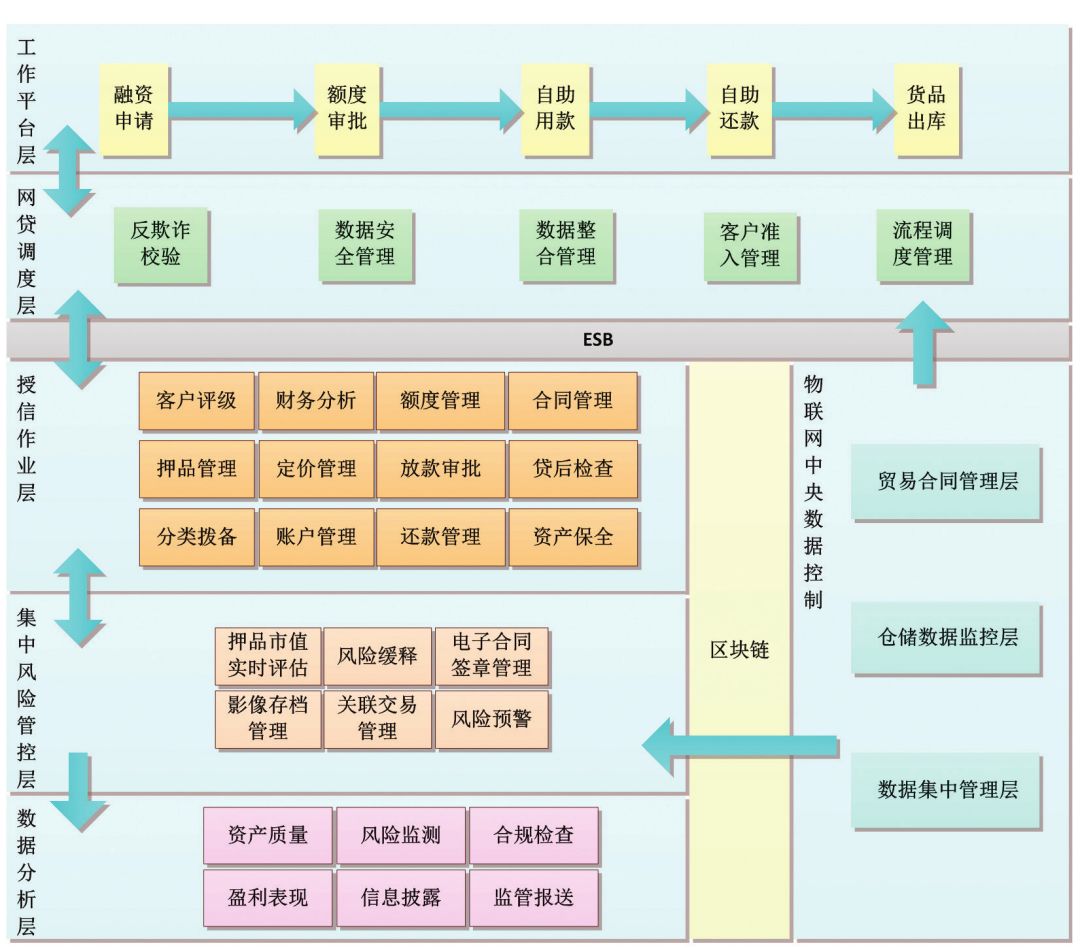 工作平台层
融资
申请
额度
审批
自助
用款
自助
还款
货品
出库
网贷调度层
反欺诈
校验
数据安
全管理
数据整
合管理
客户准
入管理
流程调
度管理
ESB
授信作业层
客户评级
财务分析
额度管理
合同管理
押品管理
定价管理
放款审批
贷后检查
分类拨备
账户管理
还款管理
资产保全
集中风险管控层
押品市值
实时评估
风险缓释
电子合同
签章管理
影像存档
管理
关联交易
管理
风险预警
数据分析层
资产质量
风险监测
合规检查
盈利表现
信息披露
监管报送
区块链
物联网中央数据控制
贸易合同管理层
仓储数据监控层
数据集中管理层